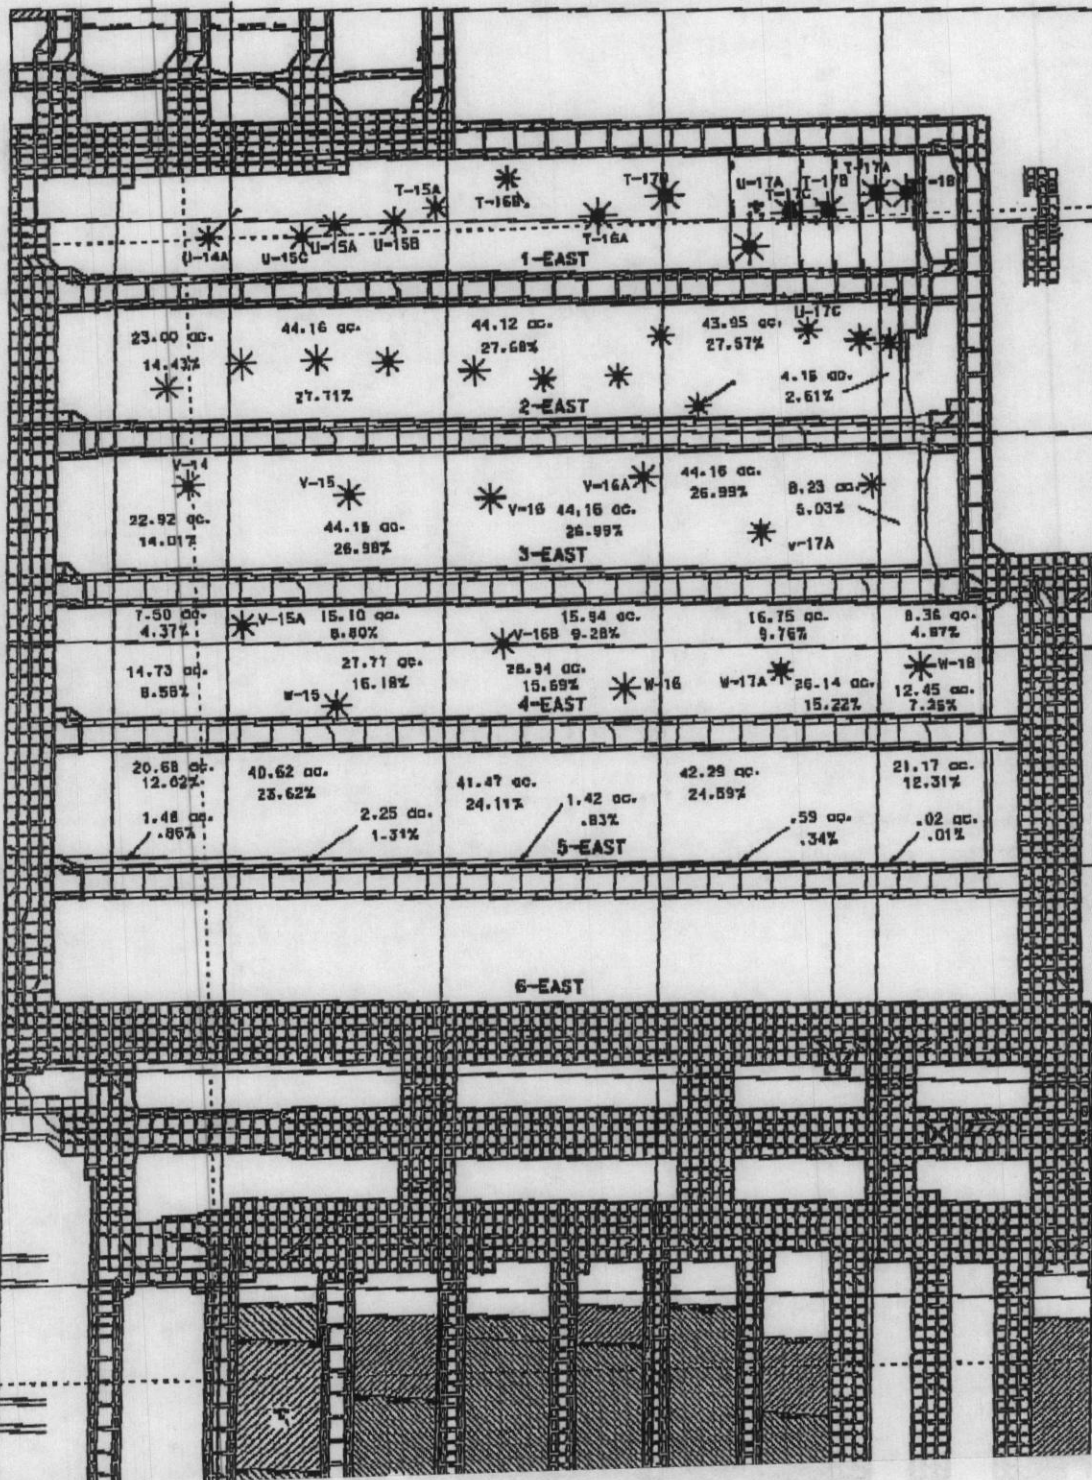 T-15A
T-16B
T-17B
U-17A
T-17C
T-17B
T-17A
T-18
U-14A
U-15C
U-15A
U-15B
T-16A
1-EAST
23.00 ac.
14.43%
44.16 ac.
27.71%
44.12 ac.
27.68%
43.95 ac.
27.57%
U-17C
4.15 ac.
2.61%
2-EAST
V-14
22.92 ac.
14.01%
V-15
44.15 ac.
26.98%
V-16 44.16 ac.
26.99%
V-16A
44.16 ac.
26.99%
8.23 ac.
5.03%
V-17A
3-EAST
7.50 ac.
4.37%
V-15A 15.10 ac.
8.80%
15.94 ac.
V-16B 9.28%
16.75 ac.
9.76%
8.36 ac.
4.87%
14.73 ac.
8.58%
27.77 ac.
16.18%
W-15
15.69%
W-16
4-EAST
W-17A 26.14 ac.
15.22%
W-18
12.45 ac.
20.68 ac.
12.02%
40.62 ac.
23.62%
41.47 ac.
24.11%
42.29 ac.
24.59%
21.17 ac.
12.31%
1.48 ac.
.86%
2.25 ac.
1.31%
1.42 ac.
.83%
.59 ac.
.34%
.02 ac.
.01%
5-EAST
6-EAST